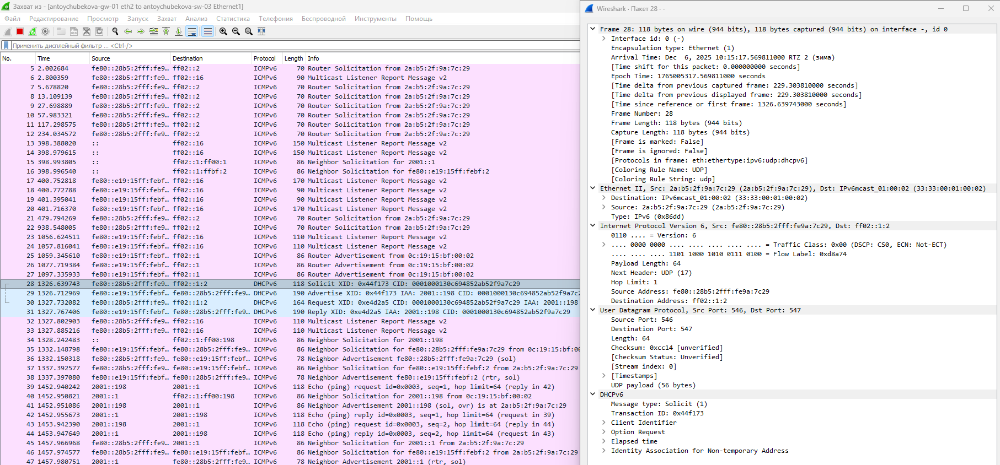 Захват из - [antoychubekova-gw-01 eth2 to antoychubekova-sw-03 Ethernet1]
Файл Редактирование Просмотр Запуск Захват Анализ Статистика Телефония Беспроводной Инструменты Помощь
Применить дисплейный фильтр ... <Ctrl-/>
No. Time Source Destination Protocol Length Info
5 2.002684 fe80::28b5:2fff:fe9… ff02::2 ICMPv6 70 Router Solicitation from 2a:b5:2f:9a:7c:29
6 2.800359 fe80::28b5:2fff:fe9… ff02::16 ICMPv6 90 Multicast Listener Report Message v2
7 5.678820 fe80::28b5:2fff:fe9… ff02::2 ICMPv6 70 Router Solicitation from 2a:b5:2f:9a:7c:29
8 13.109139 fe80::28b5:2fff:fe9… ff02::2 ICMPv6 70 Router Solicitation from 2a:b5:2f:9a:7c:29
9 27.698889 fe80::28b5:2fff:fe9… ff02::2 ICMPv6 70 Router Solicitation from 2a:b5:2f:9a:7c:29
10 57.983321 fe80::28b5:2fff:fe9… ff02::2 ICMPv6 70 Router Solicitation from 2a:b5:2f:9a:7c:29
11 117.298575 fe80::28b5:2fff:fe9… ff02::2 ICMPv6 70 Router Solicitation from 2a:b5:2f:9a:7c:29
12 234.034572 fe80::28b5:2fff:fe9… ff02::2 ICMPv6 70 Router Solicitation from 2a:b5:2f:9a:7c:29
13 398.388020 :: ff02::16 ICMPv6 150 Multicast Listener Report Message v2
14 398.979615 :: ff02::16 ICMPv6 150 Multicast Listener Report Message v2
15 398.993805 :: ff02::1:ff00:1 ICMPv6 86 Neighbor Solicitation for 2001::1
16 398.996540 :: ff02::1:ffbf:2 ICMPv6 86 Neighbor Solicitation for fe80::e19:15ff:febf:2
17 400.752818 fe80::e19:15ff:febf… ff02::16 ICMPv6 170 Multicast Listener Report Message v2
18 400.772788 fe80::e19:15ff:febf… ff02::16 ICMPv6 90 Multicast Listener Report Message v2
19 401.395041 fe80::e19:15ff:febf… ff02::16 ICMPv6 90 Multicast Listener Report Message v2
20 401.716370 fe80::e19:15ff:febf… ff02::16 ICMPv6 170 Multicast Listener Report Message v2
21 479.794269 fe80::28b5:2fff:fe9… ff02::2 ICMPv6 70 Router Solicitation from 2a:b5:2f:9a:7c:29
22 938.548005 fe80::28b5:2fff:fe9… ff02::2 ICMPv6 70 Router Solicitation from 2a:b5:2f:9a:7c:29
23 1056.624511 fe80::e19:15ff:febf… ff02::16 ICMPv6 110 Multicast Listener Report Message v2
24 1057.816041 fe80::e19:15ff:febf… ff02::16 ICMPv6 110 Multicast Listener Report Message v2
25 1059.345610 fe80::e19:15ff:febf… ff02::1 ICMPv6 86 Router Advertisement from 0c:19:15:bf:00:02
26 1077.719384 fe80::e19:15ff:febf… ff02::1 ICMPv6 86 Router Advertisement from 0c:19:15:bf:00:02
27 1097.335933 fe80::e19:15ff:febf… ff02::1 ICMPv6 86 Router Advertisement from 0c:19:15:bf:00:02
28 1326.639743 fe80::28b5:2fff:fe9… ff02::1:2 DHCPv6 118 Solicit XID: 0x44f173 CID: 0001000130c694852ab52f9a7c29
29 1326.712969 fe80::e19:15ff:febf… fe80::28b5:2fff:fe9… DHCPv6 190 Advertise XID: 0x44f173 IAA: 2001::198 CID: 0001000130c694852ab52f9a7c29
30 1327.732082 fe80::28b5:2fff:fe9… ff02::1:2 DHCPv6 164 Request XID: 0xe4d2a5 CID: 0001000130c694852ab52f9a7c29 IAA: 2001::198
31 1327.767406 fe80::e19:15ff:febf… fe80::28b5:2fff:fe9… DHCPv6 190 Reply XID: 0xe4d2a5 IAA: 2001::198 CID: 0001000130c694852ab52f9a7c29
32 1327.802903 fe80::28b5:2fff:fe9… ff02::16 ICMPv6 110 Multicast Listener Report Message v2
33 1327.885216 fe80::28b5:2fff:fe9… ff02::16 ICMPv6 110 Multicast Listener Report Message v2
34 1328.242483 :: ff02::1:ff00:198 ICMPv6 86 Neighbor Solicitation for 2001::198
35 1332.148798 fe80::e19:15ff:febf… fe80::28b5:2fff:fe9… ICMPv6 86 Neighbor Solicitation for fe80::28b5:2fff:fe9a:7c29 from 0c:19:15:bf:00
36 1332.150318 fe80::28b5:2fff:fe9… fe80::e19:15ff:febf… ICMPv6 78 Neighbor Advertisement fe80::28b5:2fff:fe9a:7c29 (sol)
37 1337.392577 fe80::28b5:2fff:fe9… fe80::e19:15ff:febf… ICMPv6 86 Neighbor Solicitation for fe80::e19:15ff:febf:2 from 2a:b5:2f:9a:7c:29
38 1337.397080 fe80::e19:15ff:febf… fe80::28b5:2fff:fe9… ICMPv6 78 Neighbor Advertisement fe80::e19:15ff:febf:2 (rtr, sol)
39 1452.940242 2001::198 2001::1 ICMPv6 118 Echo (ping) request id=0x0003, seq=1, hop limit=64 (reply in 42)
40 1452.950821 2001::1 ff02::1:ff00:198 ICMPv6 86 Neighbor Solicitation for 2001::198 from 0c:19:15:bf:00:02
41 1452.951086 2001::198 2001::1 ICMPv6 86 Neighbor Advertisement 2001::198 (sol, ovr) is at 2a:b5:2f:9a:7c:29
42 1452.955673 2001::1 2001::198 ICMPv6 118 Echo (ping) reply id=0x0003, seq=1, hop limit=64 (request in 39)
43 1453.942390 2001::198 2001::1 ICMPv6 118 Echo (ping) request id=0x0003, seq=2, hop limit=64 (reply in 44)
44 1453.947649 2001::1 2001::198 ICMPv6 118 Echo (ping) reply id=0x0003, seq=2, hop limit=64 (request in 43)
45 1457.966968 fe80::28b5:2fff:fe9… 2001::1 ICMPv6 86 Neighbor Solicitation for 2001::1 from 2a:b5:2f:9a:7c:29
46 1457.974577 fe80::28b5:2fff:fe9… fe80::e19:15ff:febf… ICMPv6 86 Neighbor Solicitation for fe80::e19:15ff:febf:2 from 2a:b5:2f:9a:7c:29
47 1457.980751 2001::1 fe80::28b5:2fff:fe9… ICMPv6 78 Neighbor Advertisement 2001::1 (rtr, sol)
Wireshark · Пакет 28 · -
Frame 28: 118 bytes on wire (944 bits), 118 bytes captured (944 bits) on interface -, id 0
Interface id: 0 (-)
Encapsulation type: Ethernet (1)
Arrival Time: Dec  6, 2025 10:15:17.569811000 RTZ 2 (зима)
[Time shift for this packet: 0.000000000 seconds]
Epoch Time: 1765005317.569811000 seconds
[Time delta from previous captured frame: 229.303810000 seconds]
[Time delta from previous displayed frame: 229.303810000 seconds]
[Time since reference or first frame: 1326.639743000 seconds]
Frame Number: 28
Frame Length: 118 bytes (944 bits)
Capture Length: 118 bytes (944 bits)
[Frame is marked: False]
[Frame is ignored: False]
[Protocols in frame: eth:ethertype:ipv6:udp:dhcpv6]
[Coloring Rule Name: UDP]
[Coloring Rule String: udp]
Ethernet II, Src: 2a:b5:2f:9a:7c:29 (2a:b5:2f:9a:7c:29), Dst: IPv6mcast_01:00:02 (33:33:00:01:00:02)
Destination: IPv6mcast_01:00:02 (33:33:00:01:00:02)
Source: 2a:b5:2f:9a:7c:29 (2a:b5:2f:9a:7c:29)
Type: IPv6 (0x86dd)
Internet Protocol Version 6, Src: fe80::28b5:2fff:fe9a:7c29, Dst: ff02::1:2
0110 .... = Version: 6
.... 0000 0000 .... .... .... .... .... = Traffic Class: 0x00 (DSCP: CS0, ECN: Not-ECT)
.... .... .... 1101 1000 1010 0111 0100 = Flow Label: 0xd8a74
Payload Length: 64
Next Header: UDP (17)
Hop Limit: 1
Source Address: fe80::28b5:2fff:fe9a:7c29
Destination Address: ff02::1:2
User Datagram Protocol, Src Port: 546, Dst Port: 547
Source Port: 546
Destination Port: 547
Length: 64
Checksum: 0xcc14 [unverified]
[Checksum Status: Unverified]
[Stream index: 0]
[Timestamps]
UDP payload (56 bytes)
DHCPv6
Message type: Solicit (1)
Transaction ID: 0x44f173
Client Identifier
Option Request
Elapsed time
Identity Association for Non-temporary Address